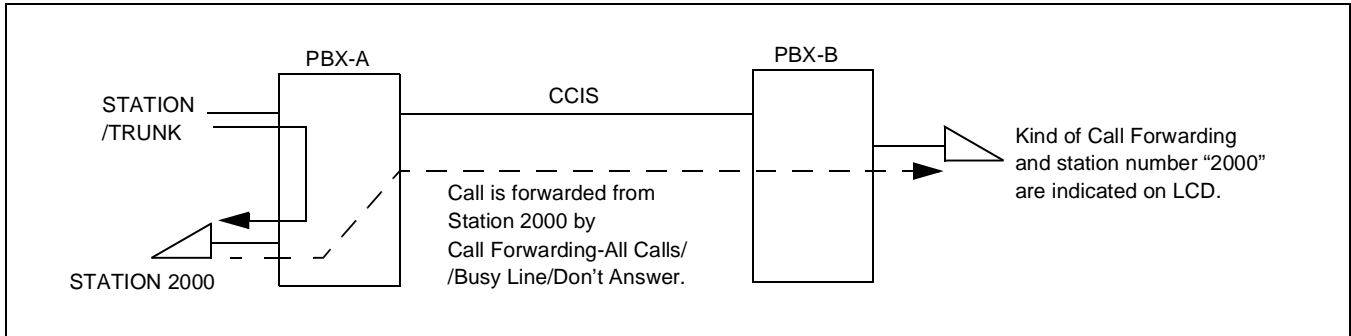 PBX-A
PBX-B
STATION
/TRUNK
CCIS
Kind of Call Forwarding
and station number “2000”
are indicated on LCD.
Call is forwarded from
Station 2000 by
Call Forwarding-All Calls/
/Busy Line/Don’t Answer.
STATION 2000